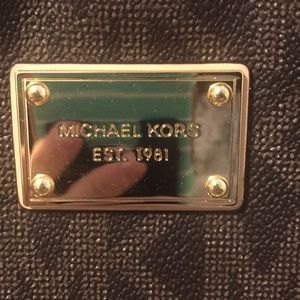 MICHAEL KORS
EST. 1981